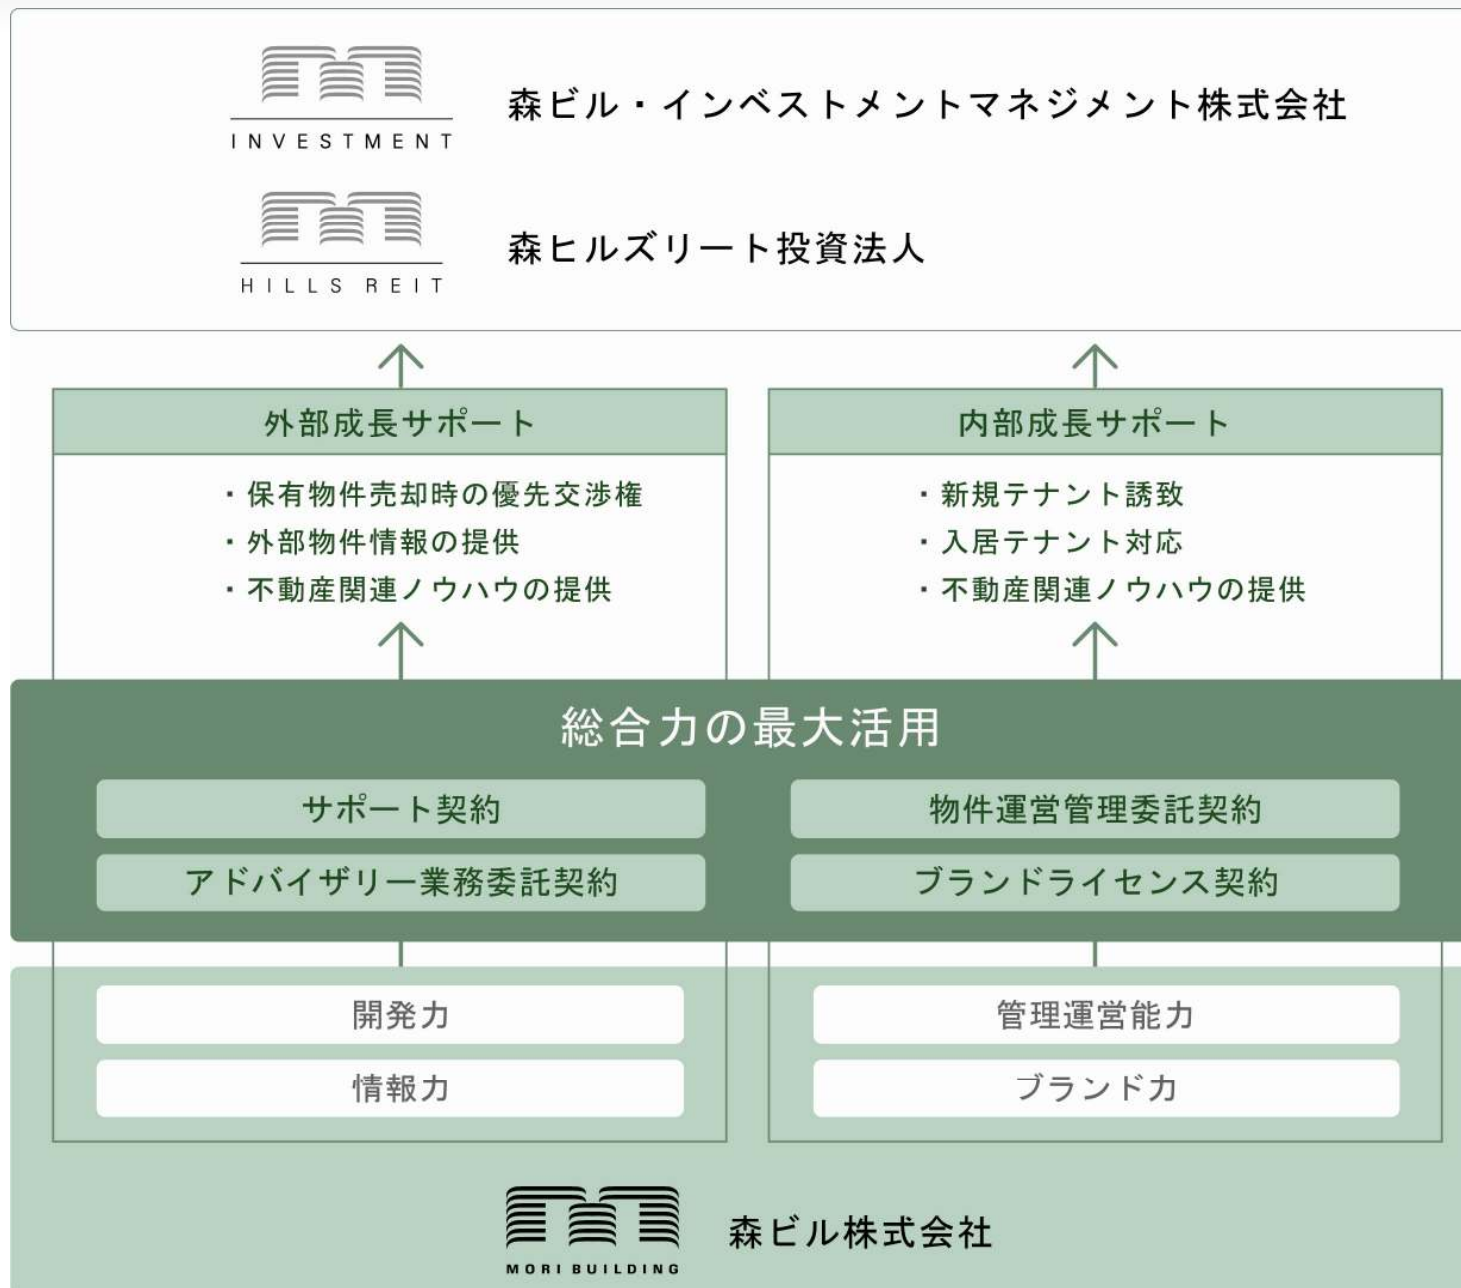 INVESTMENT
森ビル・インベストメントマネジメント株式会社
HILLS REIT
森ヒルズリート投資法人
外部成長サポート
・保有物件売却時の優先交渉権
・外部物件情報の提供
・不動産関連ノウハウの提供
内部成長サポート
・新規テナント誘致
・入居テナント対応
・不動産関連ノウハウの提供
総合力の最大活用
サポート契約
アドバイザリー業務委託契約
物件運営管理委託契約
ブランドライセンス契約
開発力
情報力
管理運営能力
ブランド力
MORI BUILDING
森ビル株式会社